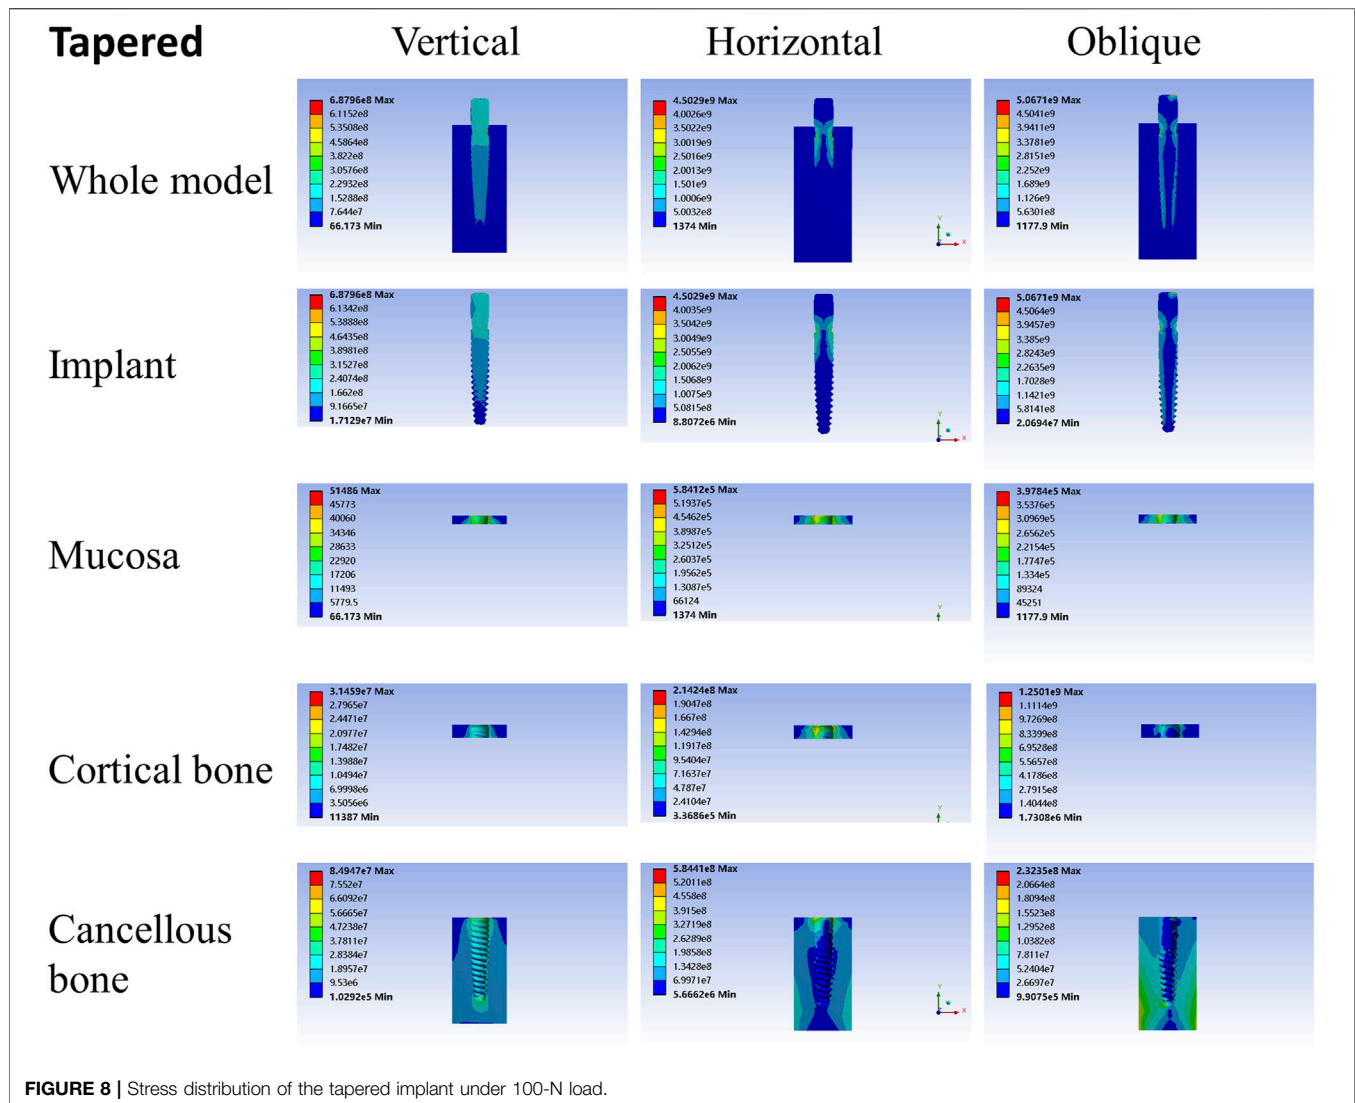 Tapered
Vertical
Horizontal
Oblique
Whole model
6.8796e8 Max
6.1152e8
5.3508e8
4.5864e8
3.822e8
3.0576e8
2.2932e8
1.5288e8
7.644e7
66.173 Min
4.5029e9 Max
4.0026e9
3.5022e9
3.0019e9
2.5016e9
2.0013e9
1.501e9
1.0006e9
5.0032e8
1374 Min
Y
X
5.0671e9 Max
4.5041e9
3.9411e9
3.3781e9
2.8151e9
2.252e9
1.689e9
1.126e9
5.6301e8
1177.9 Min
Implant
6.8796e8 Max
6.1342e8
5.3888e8
4.6435e8
3.8981e8
3.1527e8
2.4074e8
1.662e8
9.1665e7
1.7129e7 Min
4.5029e9 Max
4.0035e9
3.5042e9
3.0049e9
2.5055e9
2.0062e9
1.5068e9
1.0075e9
5.0815e8
8.8072e6 Min
Y
X
5.0671e9 Max
4.5064e9
3.9457e9
3.385e9
2.8243e9
2.2635e9
1.7028e9
1.1421e9
5.8141e8
2.0694e7 Min
Mucosa
51486 Max
45773
40060
34346
28633
22920
17206
11493
5779.5
66.173 Min
5.8412e5 Max
5.1937e5
4.5462e5
3.8987e5
3.2512e5
2.6037e5
1.9562e5
1.3087e5
66124
1374 Min
Y
3.9784e5 Max
3.5376e5
3.0969e5
2.6562e5
2.2154e5
1.7747e5
1.334e5
89324
45251
1177.9 Min
Cortical bone
3.1459e7 Max
2.7965e7
2.4471e7
2.0977e7
1.7482e7
1.3988e7
1.0494e7
6.9998e6
3.5056e6
11387 Min
2.1424e8 Max
1.9047e8
1.667e8
1.4294e8
1.1917e8
9.5404e7
7.1637e7
4.787e7
2.4104e7
3.3686e5 Min
Y
1.2501e9 Max
1.1114e9
9.7269e8
8.3399e8
6.9528e8
5.5657e8
4.1786e8
2.7915e8
1.4044e8
1.7308e6 Min
Cancellous
bone
8.4947e7 Max
7.552e7
6.6092e7
5.6665e7
4.7238e7
3.7811e7
2.8384e7
1.8957e7
9.53e6
1.0292e5 Min
5.8441e8 Max
5.2011e8
4.558e8
3.915e8
3.2719e8
2.6289e8
1.9858e8
1.3428e8
6.9971e7
5.6662e6 Min
Y
X
2.3235e8 Max
2.0664e8
1.8094e8
1.5523e8
1.2952e8
1.0382e8
7.811e7
5.2404e7
2.6697e7
9.9075e5 Min
FIGURE 8 | Stress distribution of the tapered implant under 100-N load.